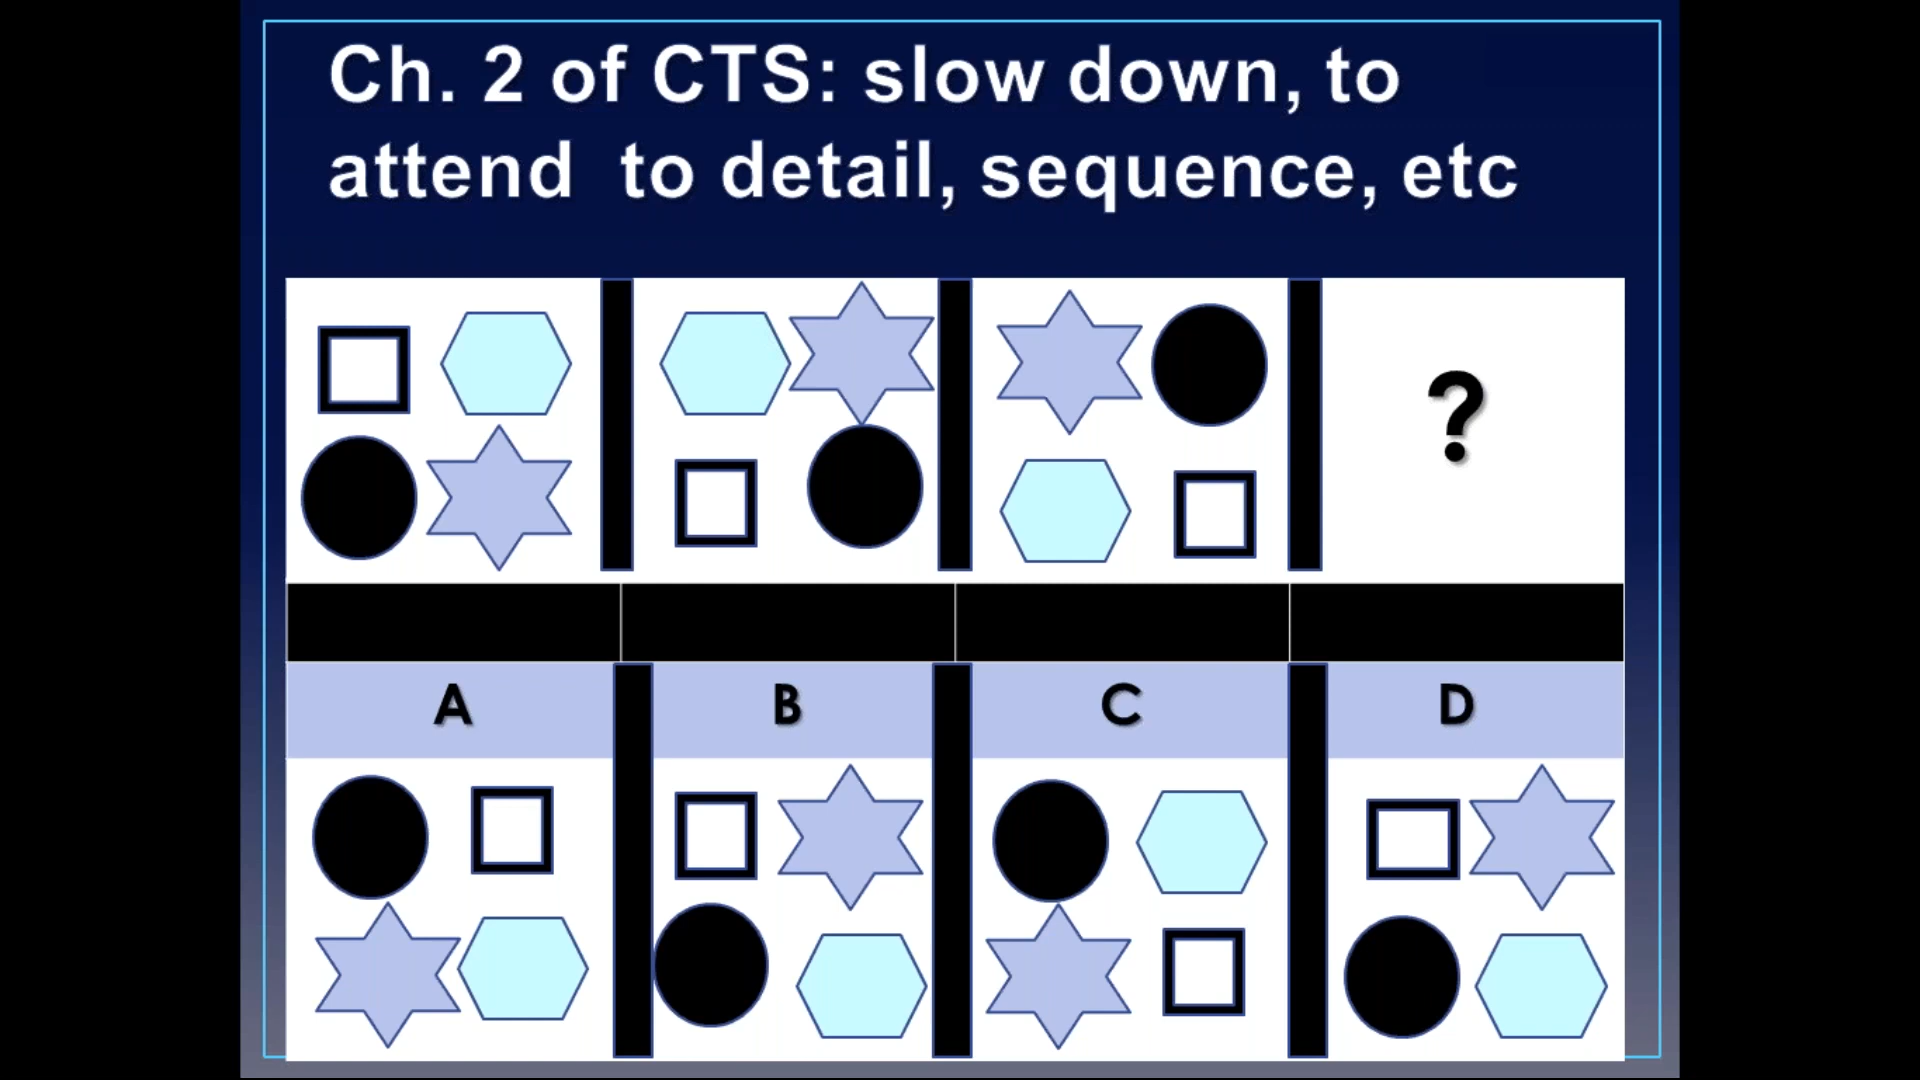 Ch. 2 of CTS: slow down, to
attend to detail, sequence, etc
?
A B C D